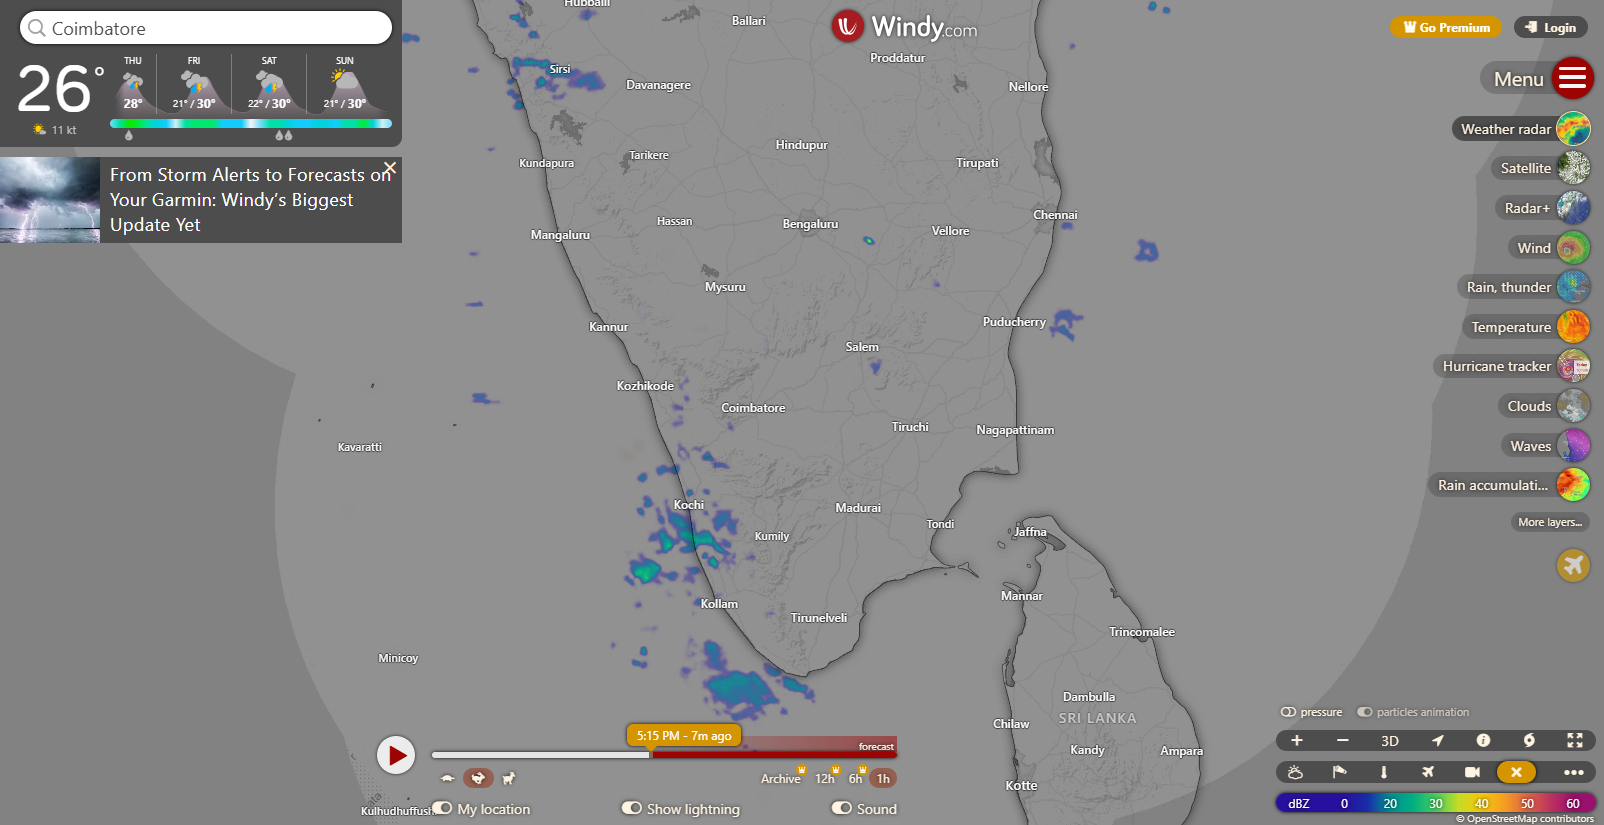 Coimbatore
26°
11 kt
THU
28°
FRI
21° / 30°
SAT
22° / 30°
SUN
21° / 30°
From Storm Alerts to Forecasts on
Your Garmin: Windy’s Biggest
Update Yet
Windy.com
Go Premium
Login
Menu
Weather radar
Satellite
Radar+
Wind
Rain, thunder
Temperature
Hurricane tracker
Clouds
Waves
Rain accumulati...
More layers...
Hubballi
Ballari
Proddatur
Sirsi
Davanagere
Nellore
Hindupur
Kundapura
Tarikere
Tirupati
Hassan
Bengaluru
Chennai
Mangaluru
Vellore
Mysuru
Kannur
Puducherry
Salem
Kozhikode
Coimbatore
Tiruchi
Nagapattinam
Kavaratti
Kochi
Madurai
Tondi
Kumily
Jaffna
Mannar
Kollam
Tirunelveli
Trincomalee
Minicoy
Dambulla
SRI LANKA
Chilaw
Kandy
Ampara
Kotte
Kulhudhuffushi
5:15 PM - 7m ago
forecast
Archive
12h
6h
1h
My location
Show lightning
Sound
pressure
particles animation
3D
dBZ 0 20 30 40 50 60
© OpenStreetMap contributors